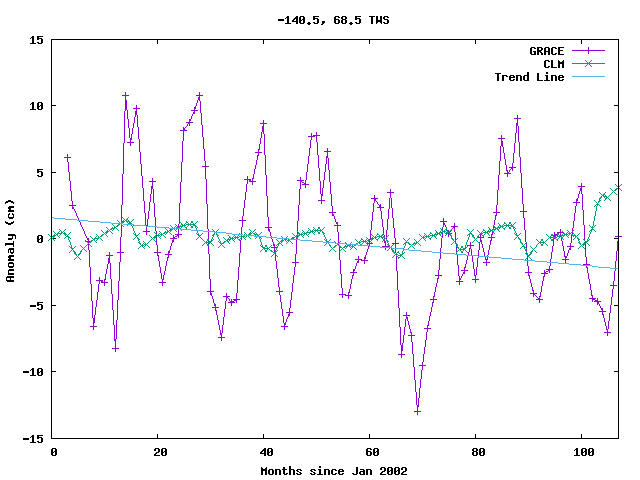 -140.5, 68.5 TWS
15
10
5
0
-5
-10
-15
Anomaly (cm)
GRACE
CLM
Trend Line
0 20 40 60 80 100
Months since Jan 2002